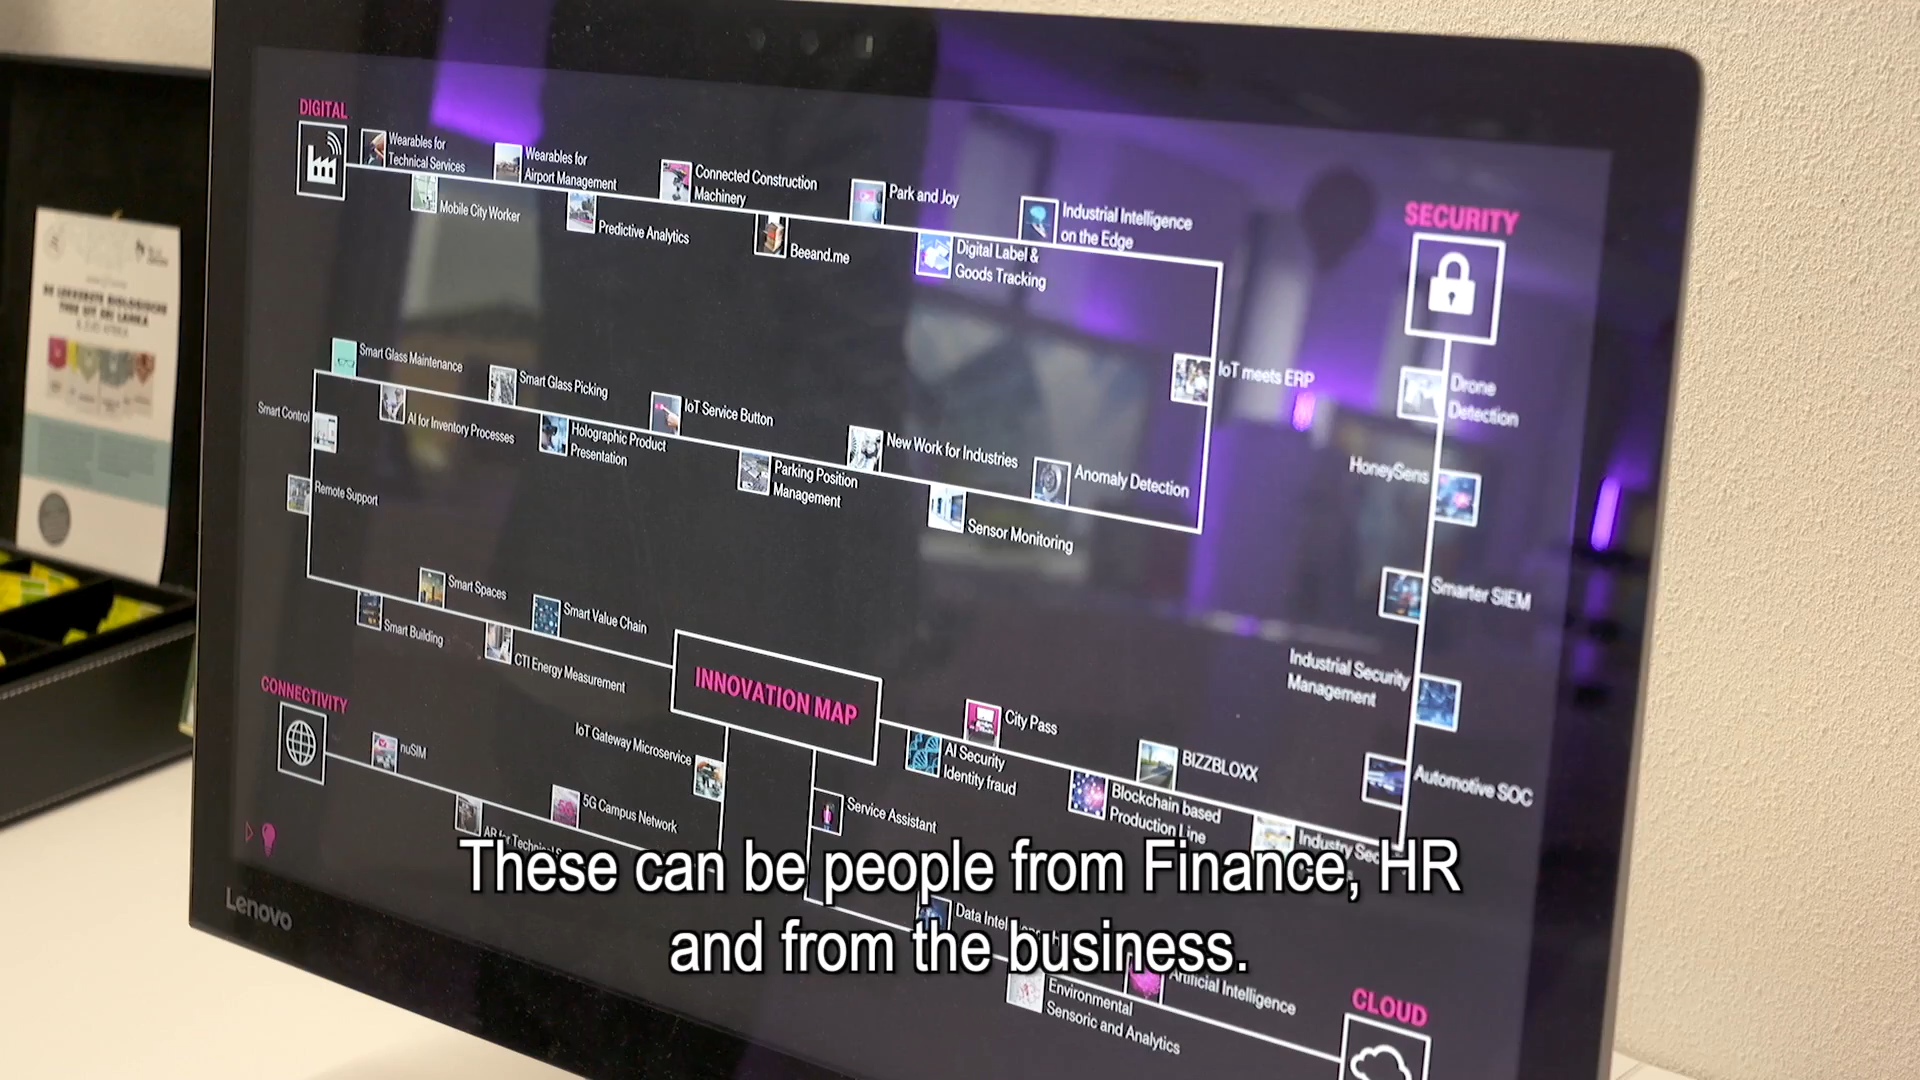 DIGITAL
Wearables for
Technical Services
Wearables for
Airport Management
Connected Construction
Machinery
Park and Joy
Industrial Intelligence
on the Edge
Mobile City Worker
Predictive Analytics
Beeand.me
Digital Label &
Goods Tracking
SECURITY
IoT meets ERP
Drone
Detection
HoneySens
Smarter SIEM
Industrial Security
Management
Automotive SOC
Smart Glass Maintenance
Smart Glass Picking
IoT Service Button
New Work for Industries
Anomaly Detection
Smart Control
AI for Inventory Processes
Holographic Product
Presentation
Parking Position
Management
Sensor Monitoring
Remote Support
Smart Spaces
Smart Value Chain
Smart Building
CTI Energy Measurement
INNOVATION MAP
CONNECTIVITY
nuSIM
IoT Gateway Microservice
5G Campus Network
AR for
City Pass
AI Security
Identity fraud
BIZZBLOXX
Blockchain based
Production Line
Industry
Service Assistant
Data
Artificial Intelligence
Environmental
Sensoric and Analytics
CLOUD
Lenovo
These can be people from Finance, HR
and from the business.